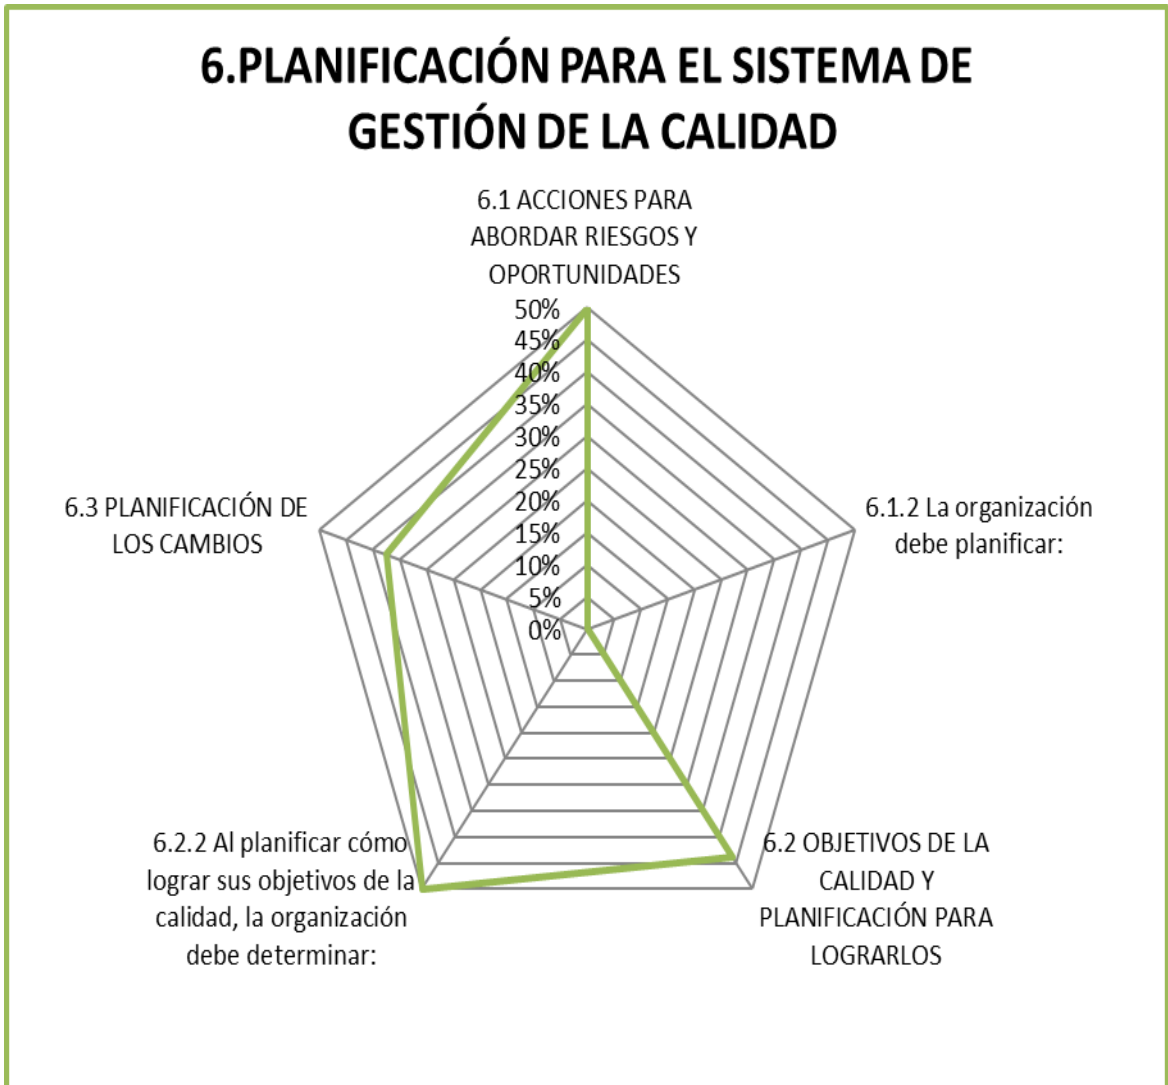 6.PLANIFICACIÓN PARA EL SISTEMA DE
GESTIÓN DE LA CALIDAD
6.1 ACCIONES PARA
ABORDAR RIESGOS Y
OPORTUNIDADES
50%
45%
40%
35%
30%
25%
20%
15%
10%
5%
0%
6.1.2 La organización
debe planificar:
6.2 OBJETIVOS DE LA
CALIDAD Y
PLANIFICACIÓN PARA
LOGRARLOS
6.2.2 Al planificar cómo
lograr sus objetivos de la
calidad, la organización
debe determinar:
6.3 PLANIFICACIÓN DE
LOS CAMBIOS